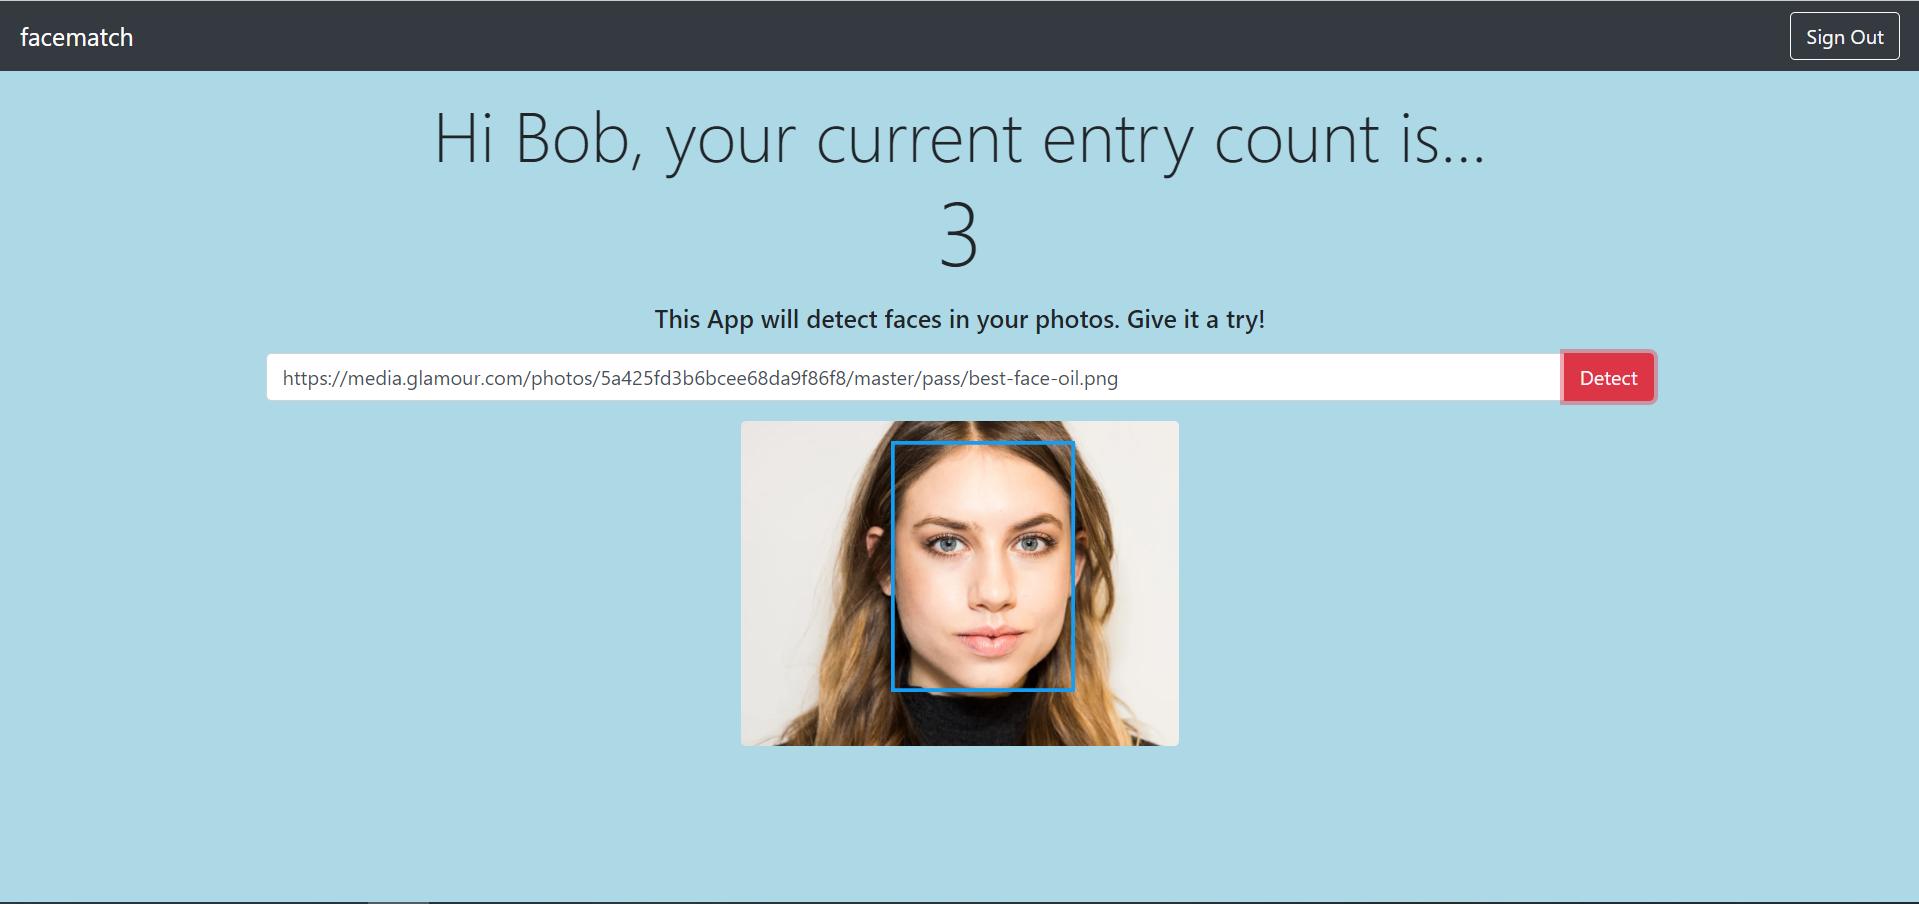 facematch
Sign Out
Hi Bob, your current entry count is...
3
This App will detect faces in your photos. Give it a try!
https://media.glamour.com/photos/5a425fd3b6bcee68da9f86f8/master/pass/best-face-oil.png
Detect